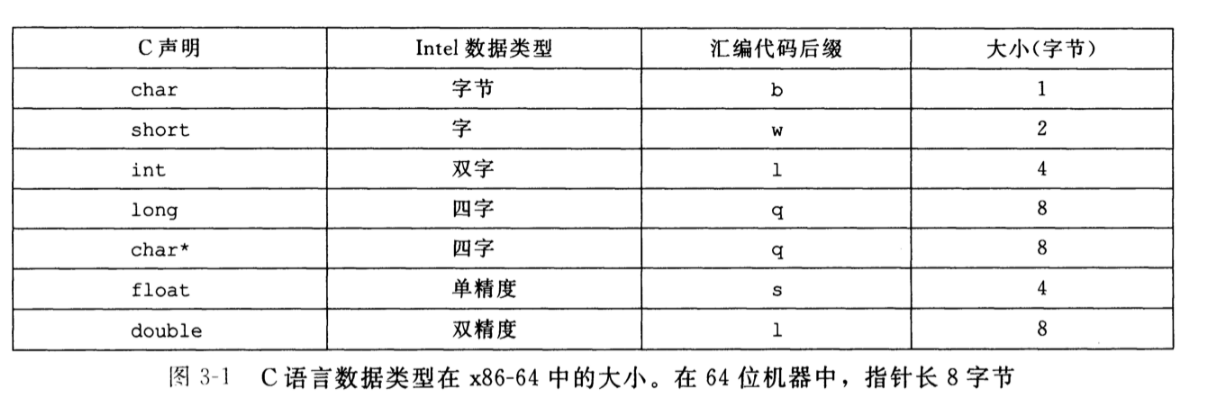 C声明 Intel 数据类型 汇编代码后缀 大小(字节)
char 字节 b 1
short 字 w 2
int 双字 l 4
long 四字 q 8
char* 四字 q 8
float 单精度 s 4
double 双精度 l 8
图 3-1 C 语言数据类型在 x86-64 中的大小。在 64 位机器中，指针长 8 字节